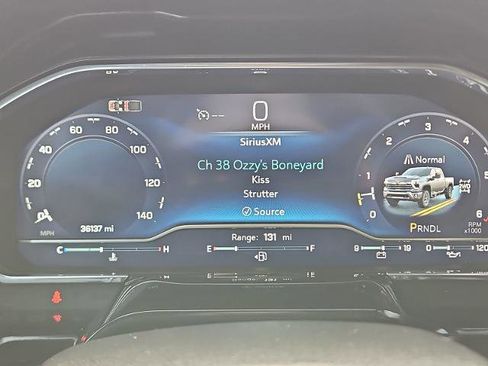 0
MPH
SiriusXM
Ch 38 Ozzy's Boneyard
Kiss
Strutter
Source
Range: 131 mi
E F
20 40 60 80 100 120 140
MPH
36137 mi
C H
0 1 2 3 4 5 6
Normal
PRNDL
RPM
x1000
9 19
0 120